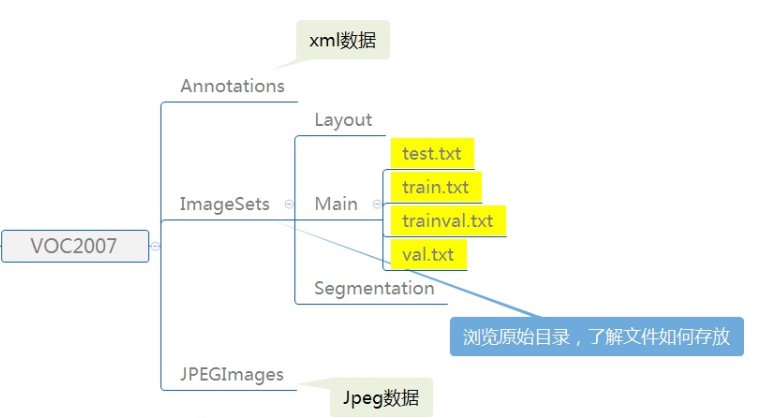 xml数据
Annotations
Layout
test.txt
train.txt
ImageSets
Main
trainval.txt
val.txt
VOC2007
Segmentation
浏览原始目录，了解文件如何存放
JPEGImages
Jpeg数据